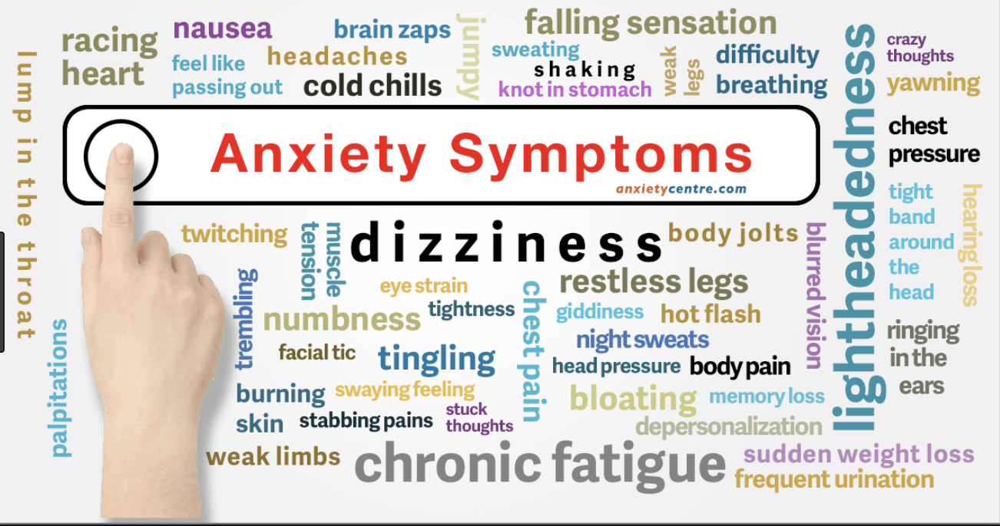 racing
heart
nausea
feel like
passing out
brain zaps
headaches
cold chills
jumpy
falling sensation
sweating
shaking
knot in stomach
weak
legs
difficulty
breathing
lightheadedness
crazy
thoughts
yawning
chest
pressure
tight
band
around
the
head
hearing loss
ringing
in the
ears
lump in the throat
Anxiety Symptoms
anxietycentre.com
twitching
muscle
tension
dizziness
body jolts
blurred vision
trembling
eye strain
restless legs
numbness
tightness
chest pain
giddiness
hot flash
night sweats
facial tic
tingling
head pressure
body pain
palpitations
burning
skin
swaying feeling
stabbing pains
stuck
thoughts
bloating
memory loss
depersonalization
weak limbs
chronic fatigue
sudden weight loss
frequent urination